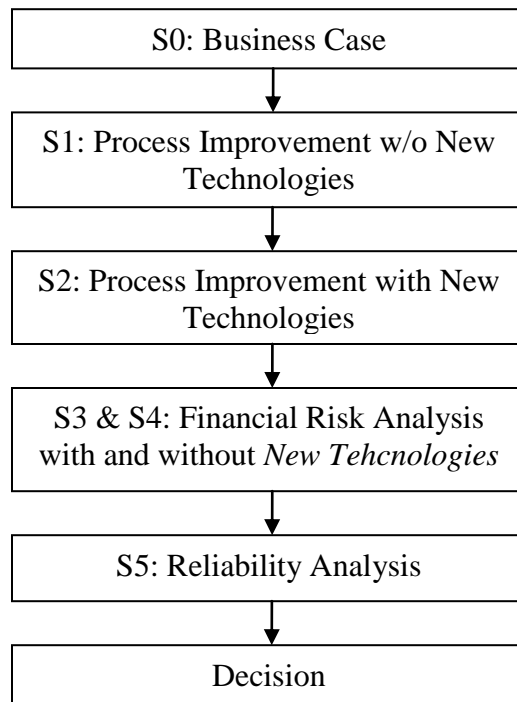 S0: Business Case
S1: Process Improvement w/o New
Technologies
S2: Process Improvement with New
Technologies
S3 & S4: Financial Risk Analysis
with and without New Tehcnologies
S5: Reliability Analysis
Decision